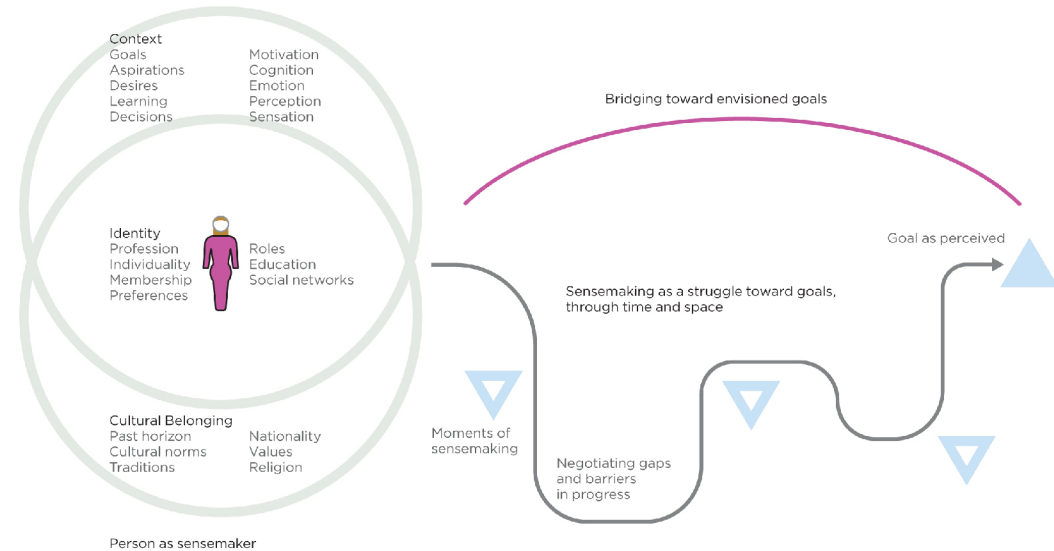 Context
Goals
Aspirations
Desires
Learning
Decisions
Motivation
Cognition
Emotion
Perception
Sensation
Identity
Profession
Individuality
Membership
Preferences
Roles
Education
Social networks
Cultural Belonging
Past horizon
Cultural norms
Traditions
Nationality
Values
Religion
Person as sensemaker
Bridging toward envisioned goals
Goal as perceived
Sensemaking as a struggle toward goals,
through time and space
Moments of
sensemaking
Negotiating gaps
and barriers
in progress